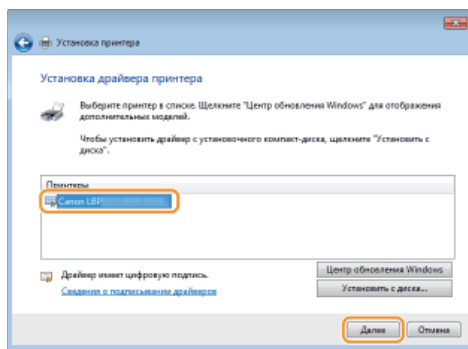 Установка принтера
Установка драйвера принтера
Выберите принтер в списке. Щелкните "Центр обновления Windows" для отображения
дополнительных моделей.
Чтобы установить драйвер с установочного компакт-диска, щелкните "Установить с
диска".
Принтеры
Canon LBP
Драйвер имеет цифровую подпись.
Сведения о подписывании драйверов
Центр обновления Windows
Установить с диска...
Далее
Отмена